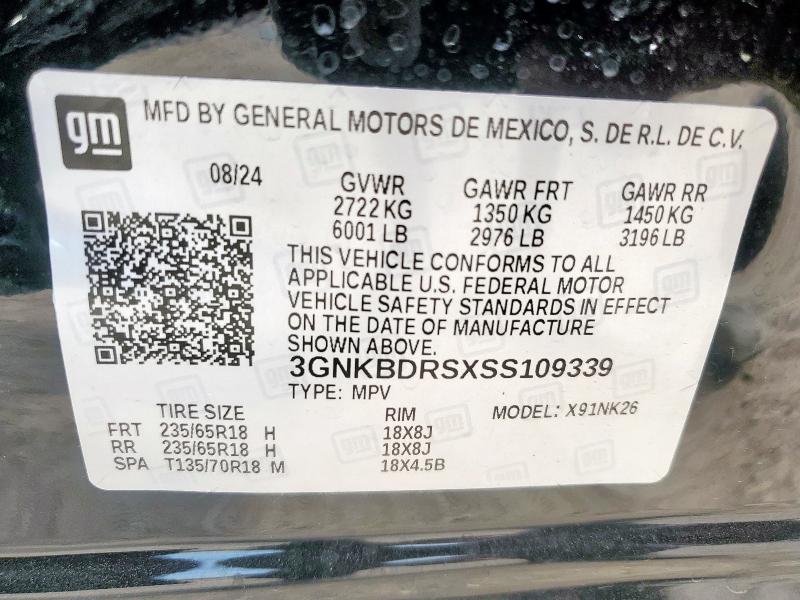 gm MFD BY GENERAL MOTORS DE MEXICO, S. DE R.L. DE C.V.
08/24 GVWR GAWR FRT GAWR RR
2722 KG 1350 KG 1450 KG
6001 LB 2976 LB 3196 LB
THIS VEHICLE CONFORMS TO ALL
APPLICABLE U.S. FEDERAL MOTOR
VEHICLE SAFETY STANDARDS IN EFFECT
ON THE DATE OF MANUFACTURE
SHOWN ABOVE.
3GNKBDRSXSS109339
TYPE: MPV
TIRE SIZE RIM MODEL: X91NK26
FRT 235/65R18 H 18X8J
RR 235/65R18 H 18X8J
SPA T135/70R18 M 18X4.5B